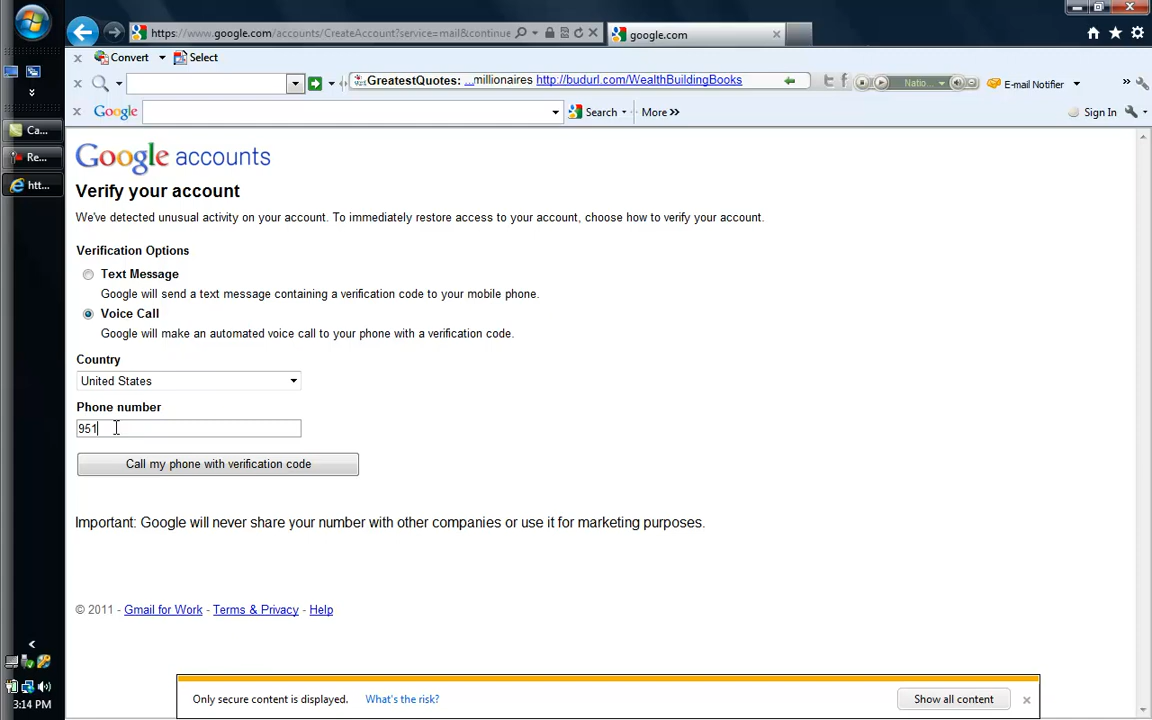 https://www.google.com/accounts/CreateAccount?service=mail&continue
google.com
Convert
Select
GreatestQuotes: ...millionaires http://budurl.com/WealthBuildingBooks
Natio...
E-mail Notifier
Google
Search
More >>
Sign In
Ca...
Re...
htt...
Google accounts
Verify your account
We've detected unusual activity on your account. To immediately restore access to your account, choose how to verify your account.
Verification Options
Text Message
Google will send a text message containing a verification code to your mobile phone.
Voice Call
Google will make an automated voice call to your phone with a verification code.
Country
United States
Phone number
951
Call my phone with verification code
Important: Google will never share your number with other companies or use it for marketing purposes.
© 2011 - Gmail for Work - Terms & Privacy - Help
Only secure content is displayed. What's the risk? Show all content
3:14 PM